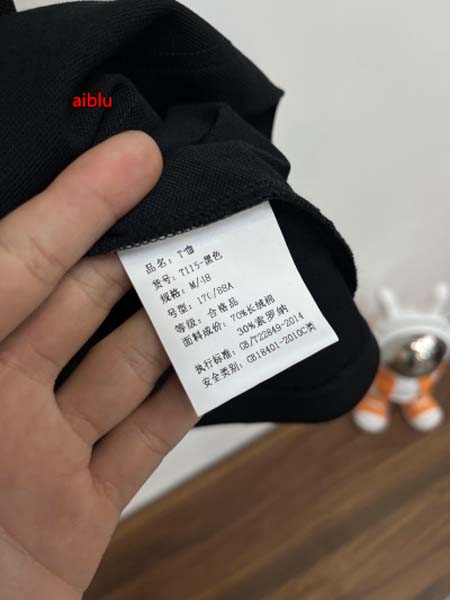 aiblu
品名: T恤
货号: T115-黑色
规格: M/48
号型: 170/88A
等级: 合格品
面料成份: 70%长绒棉
30%索罗纳
执行标准: GB/T22849-2014
安全类别: GB18401-2010C类